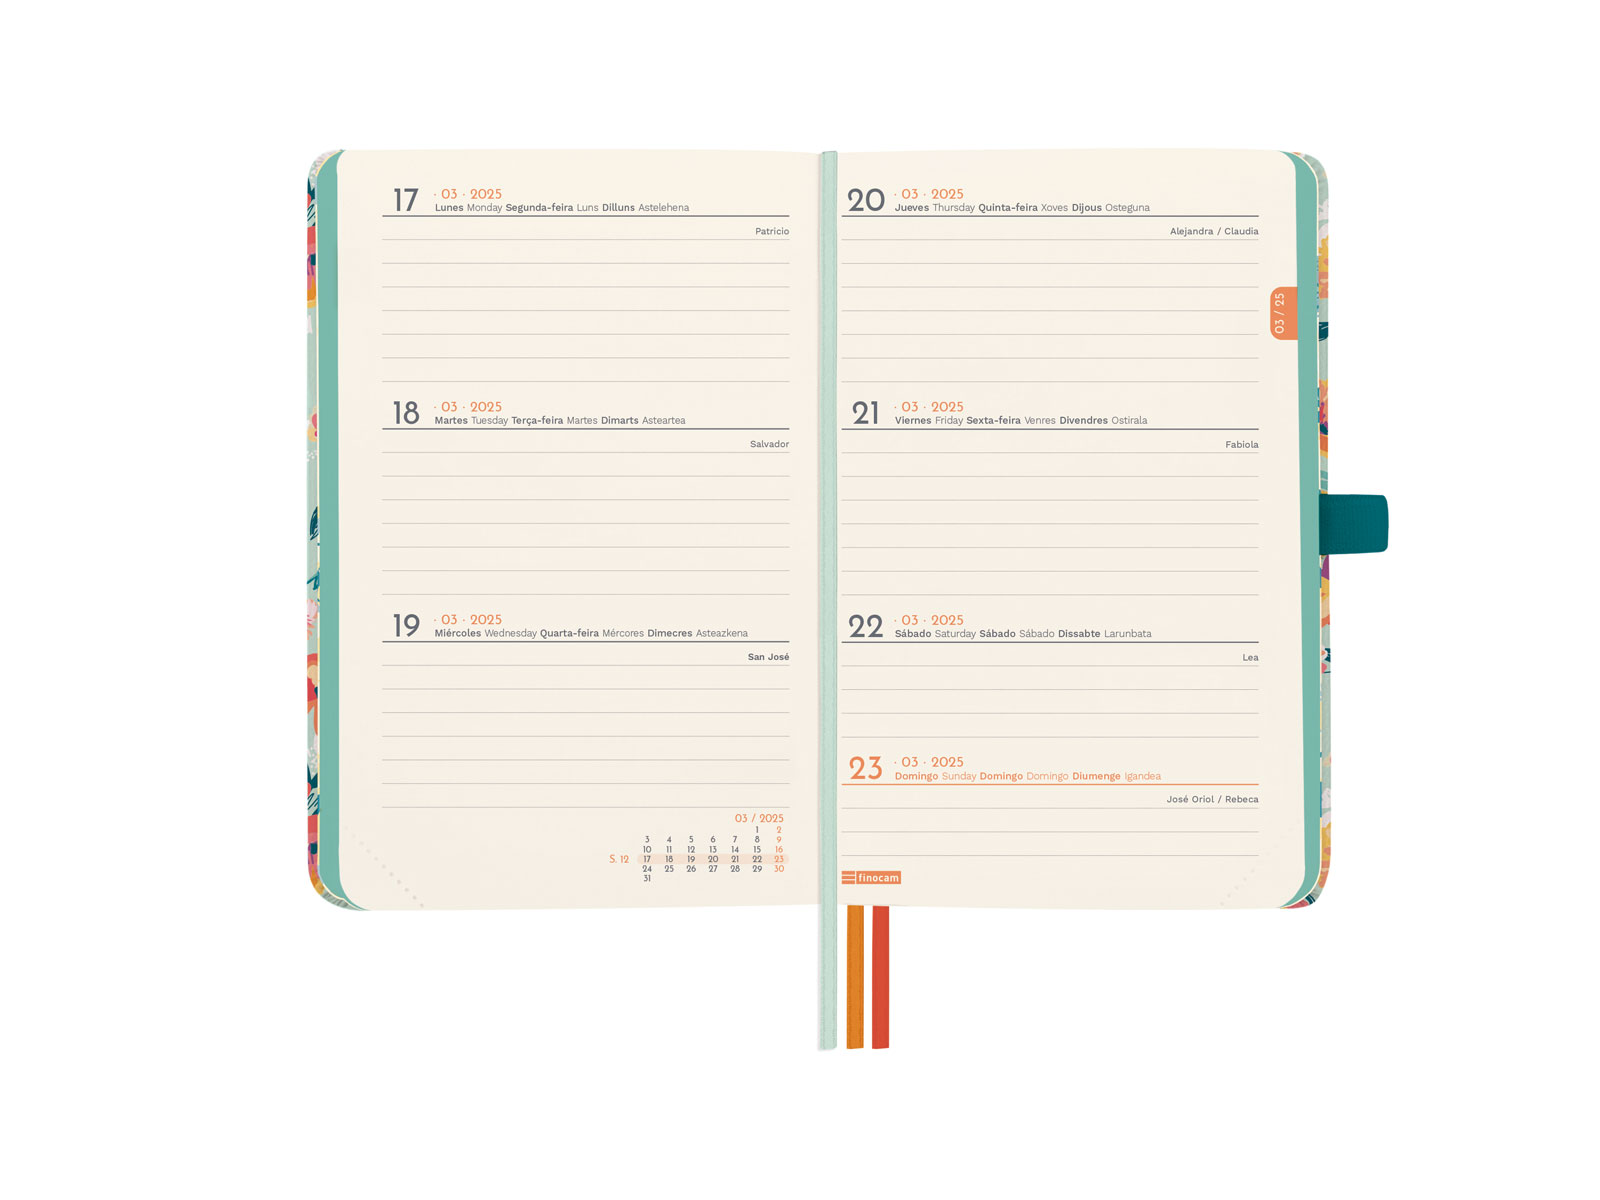 17 · 03 · 2025
Lunes Monday Segunda-feira Luns Dilluns Astelehena
Patricio
18 · 03 · 2025
Martes Tuesday Terça-feira Martes Dimarts Asteartea
Salvador
19 · 03 · 2025
Miércoles Wednesday Quarta-feira Mércores Dimecres Asteazkena
San José
03 / 2025
1 2
3 4 5 6 7 8 9
10 11 12 13 14 15 16
S. 12 17 18 19 20 21 22 23
24 25 26 27 28 29 30
31
20 · 03 · 2025
Jueves Thursday Quinta-feira Xoves Dijous Osteguna
Alejandra / Claudia
03 / 25
21 · 03 · 2025
Viernes Friday Sexta-feira Venres Divendres Ostirala
Fabiola
22 · 03 · 2025
Sábado Saturday Sábado Sábado Dissabte Larunbata
Lea
23 · 03 · 2025
Domingo Sunday Domingo Domingo Diumenge Igandea
José Oriol / Rebeca
finocam